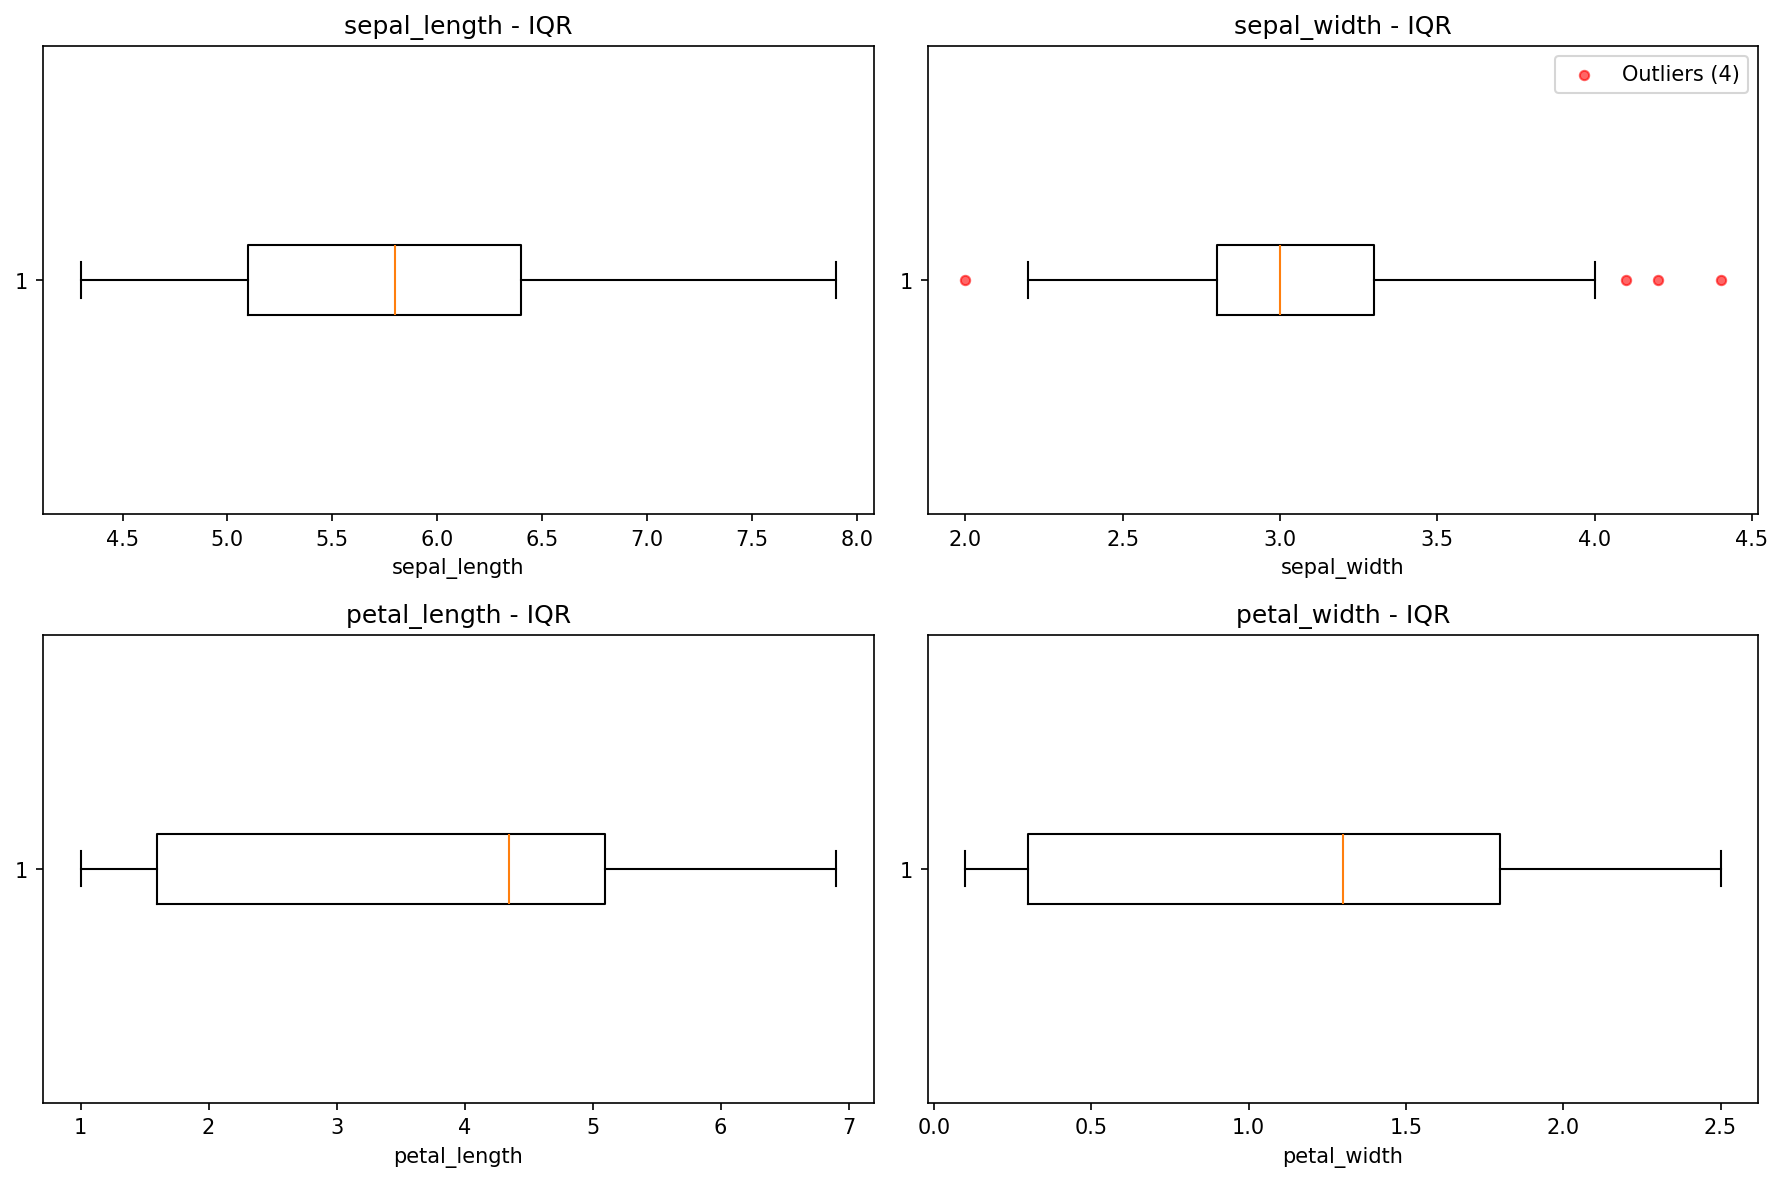 sepal_length - IQR
1
4.5 5.0 5.5 6.0 6.5 7.0 7.5 8.0
sepal_length
sepal_width - IQR
Outliers (4)
1
2.0 2.5 3.0 3.5 4.0 4.5
sepal_width
petal_length - IQR
1
1 2 3 4 5 6 7
petal_length
petal_width - IQR
1
0.0 0.5 1.0 1.5 2.0 2.5
petal_width